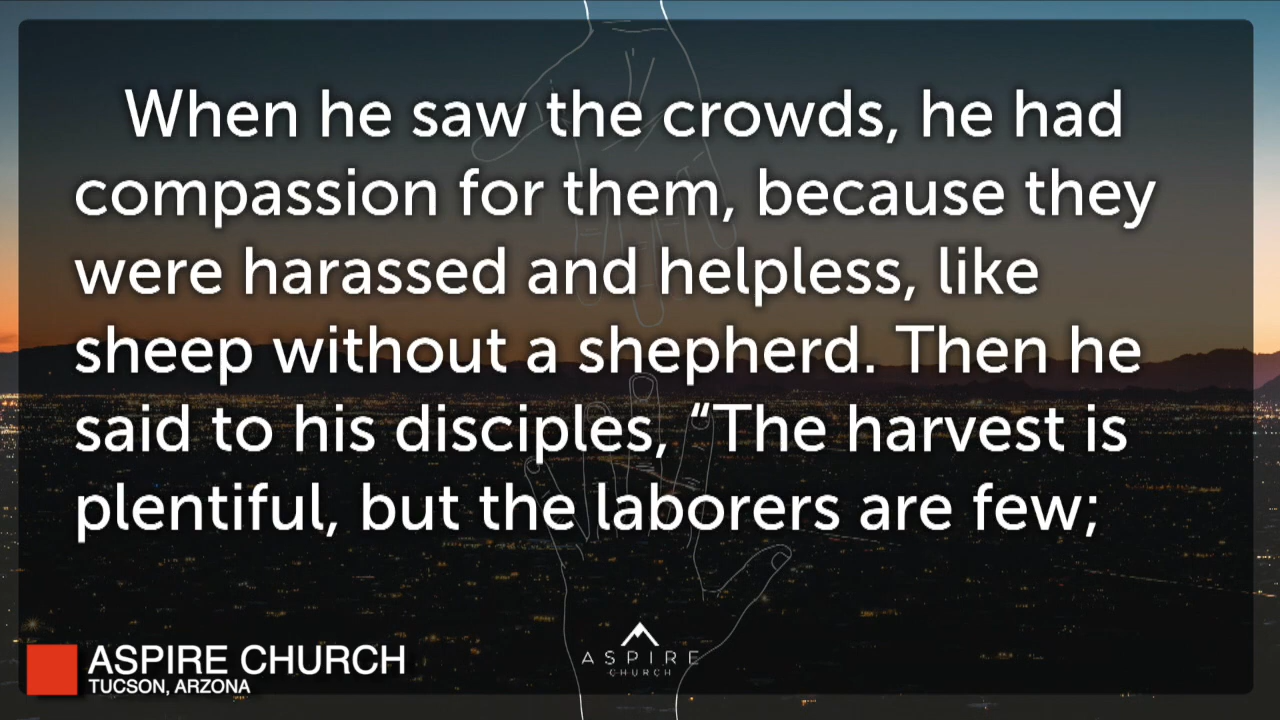 When he saw the crowds, he had
compassion for them, because they
were harassed and helpless, like
sheep without a shepherd. Then he
said to his disciples, “The harvest is
plentiful, but the laborers are few;
ASPIRE CHURCH
TUCSON, ARZONA
ASPIRE
CHURCH